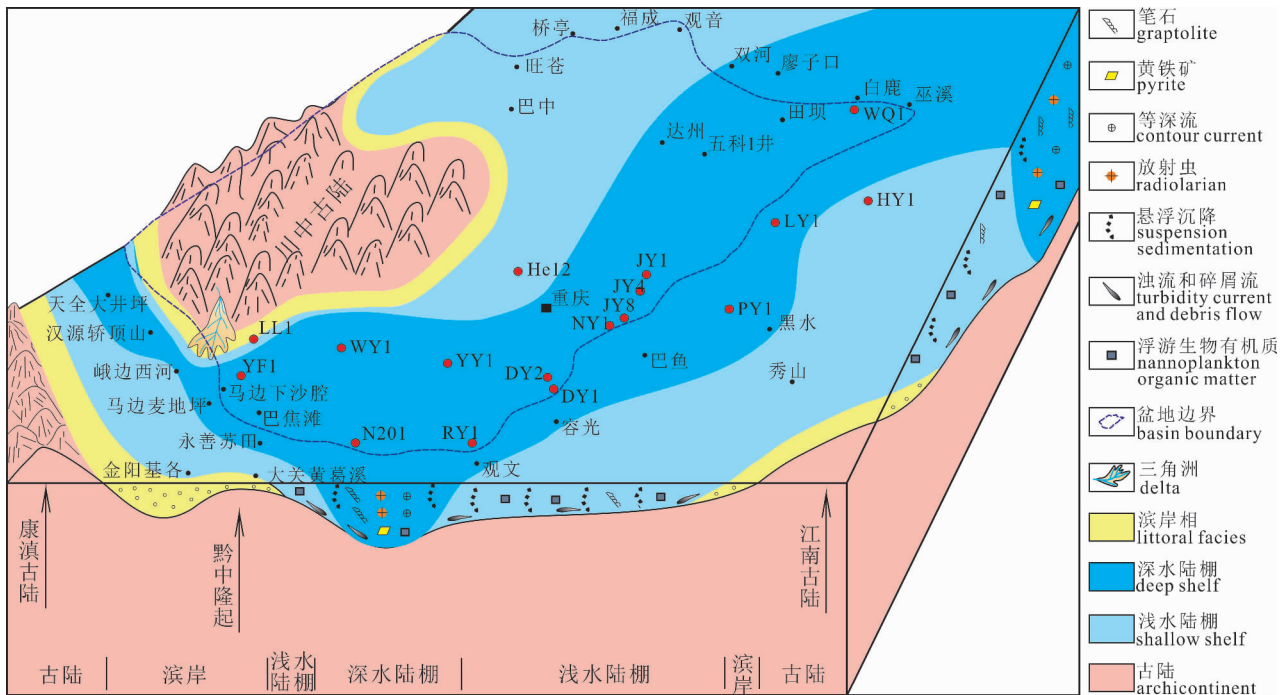 桥亭
福成
观音
旺苍
双河
廖子口
巴中
白鹿
巫溪
WQ1
田坝
达州
五科1井
川中古陆
HY1
LY1
He12
JY1
天全大井坪
重庆
JY4
JY8
NY1
PY1
黑水
汉源轿顶山
LL1
WY1
YY1
巴鱼
峨边西河
YF1
DY2
DY1
秀山
马边下沙腔
马边麦地坪
巴焦滩
容光
永善苏田
N201
RY1
金阳基各
大关黄葛溪
观文
康滇古陆
黔中隆起
江南古陆
古陆
滨岸
浅水
陆棚
深水陆棚
浅水陆棚
滨岸
古陆
笔石
graptolite
黄铁矿
pyrite
等深流
contour current
放射虫
radiolarian
悬浮沉降
suspension
sedimentation
浊流和碎屑流
turbidity current
and debris flow
浮游生物有机质
nannoplankton
organic matter
盆地边界
basin boundary
三角洲
delta
滨岸相
littoral facies
深水陆棚
deep shelf
浅水陆棚
shallow shelf
古陆
archicontinent